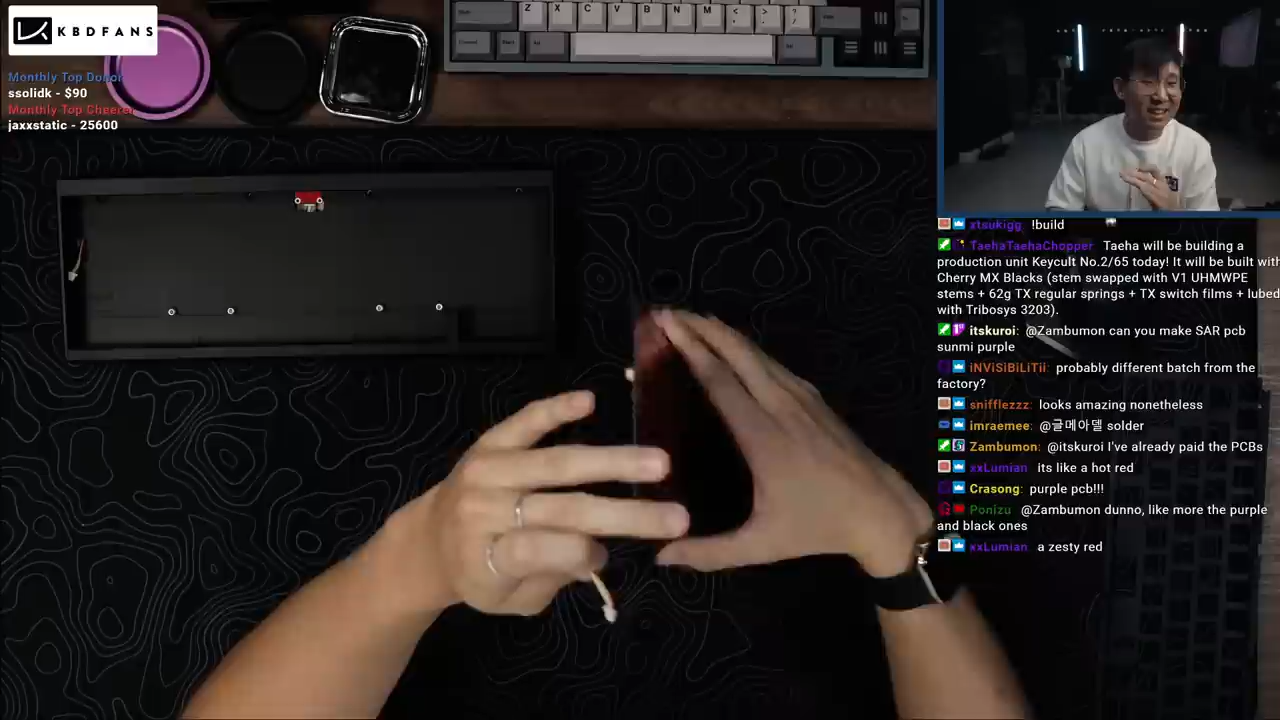 KBDFANS
Monthly Top Donor
ssolidk - $90
Monthly Top Cheerer
jaxxstatic - 25600
Z X C V B N M < > ?
xtsukigg !build
TaehaTaehaChopper Taeha will be building a
production unit Keycult No.2/65 today! It will be built with
Cherry MX Blacks (stem swapped with V1 UHMWPE
stems + 62g TX regular springs + TX switch films + lubed
with Tribosys 3203).
itskuroi: @Zambumon can you make SAR pcb
sunmi purple
iNViSiBiLiTii: probably different batch from the
factory?
snifflezzz: looks amazing nonetheless
imraemee: @글메아델 solder
Zambumon: @itskuroi I've already paid the PCBs
xxLumian its like a hot red
Crasong: purple pcb!!!
Ponizu @Zambumon dunno, like more the purple
and black ones
xxLumian a zesty red